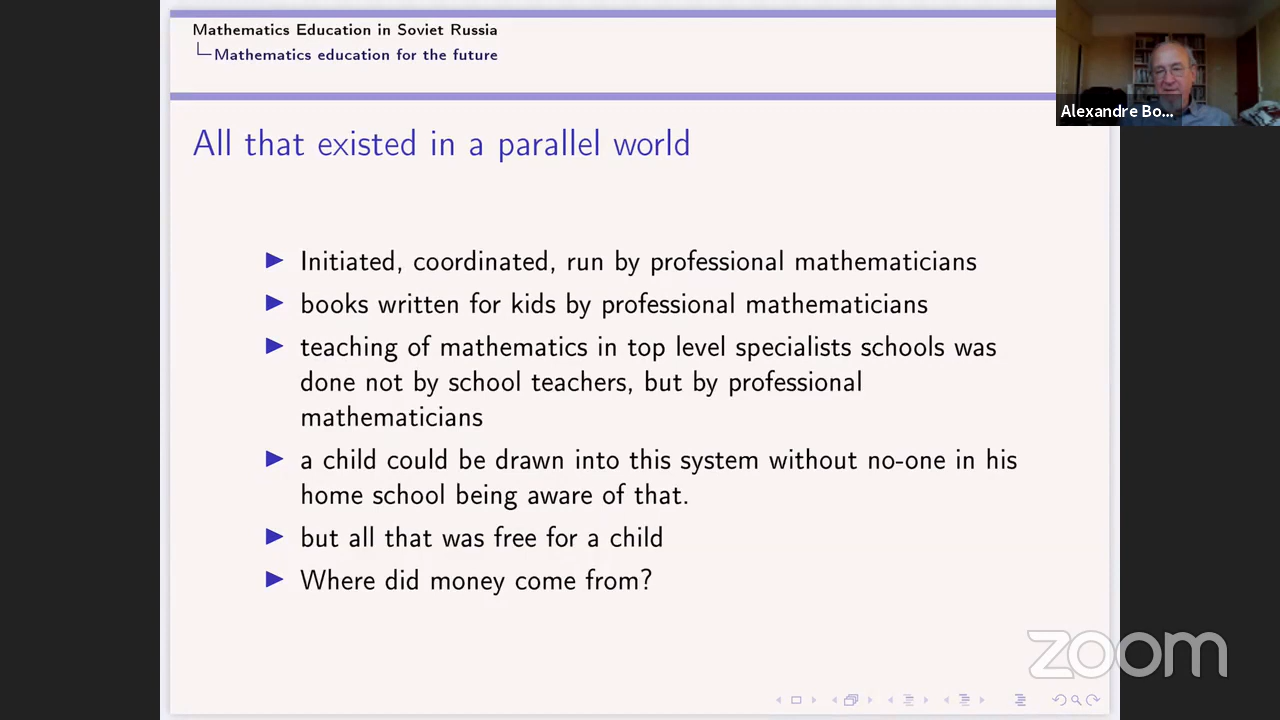 Mathematics Education in Soviet Russia
Mathematics education for the future
Alexandre Bo...
All that existed in a parallel world
Initiated, coordinated, run by professional mathematicians
books written for kids by professional mathematicians
teaching of mathematics in top level specialists schools was
done not by school teachers, but by professional
mathematicians
a child could be drawn into this system without no-one in his
home school being aware of that.
but all that was free for a child
Where did money come from?
zoom